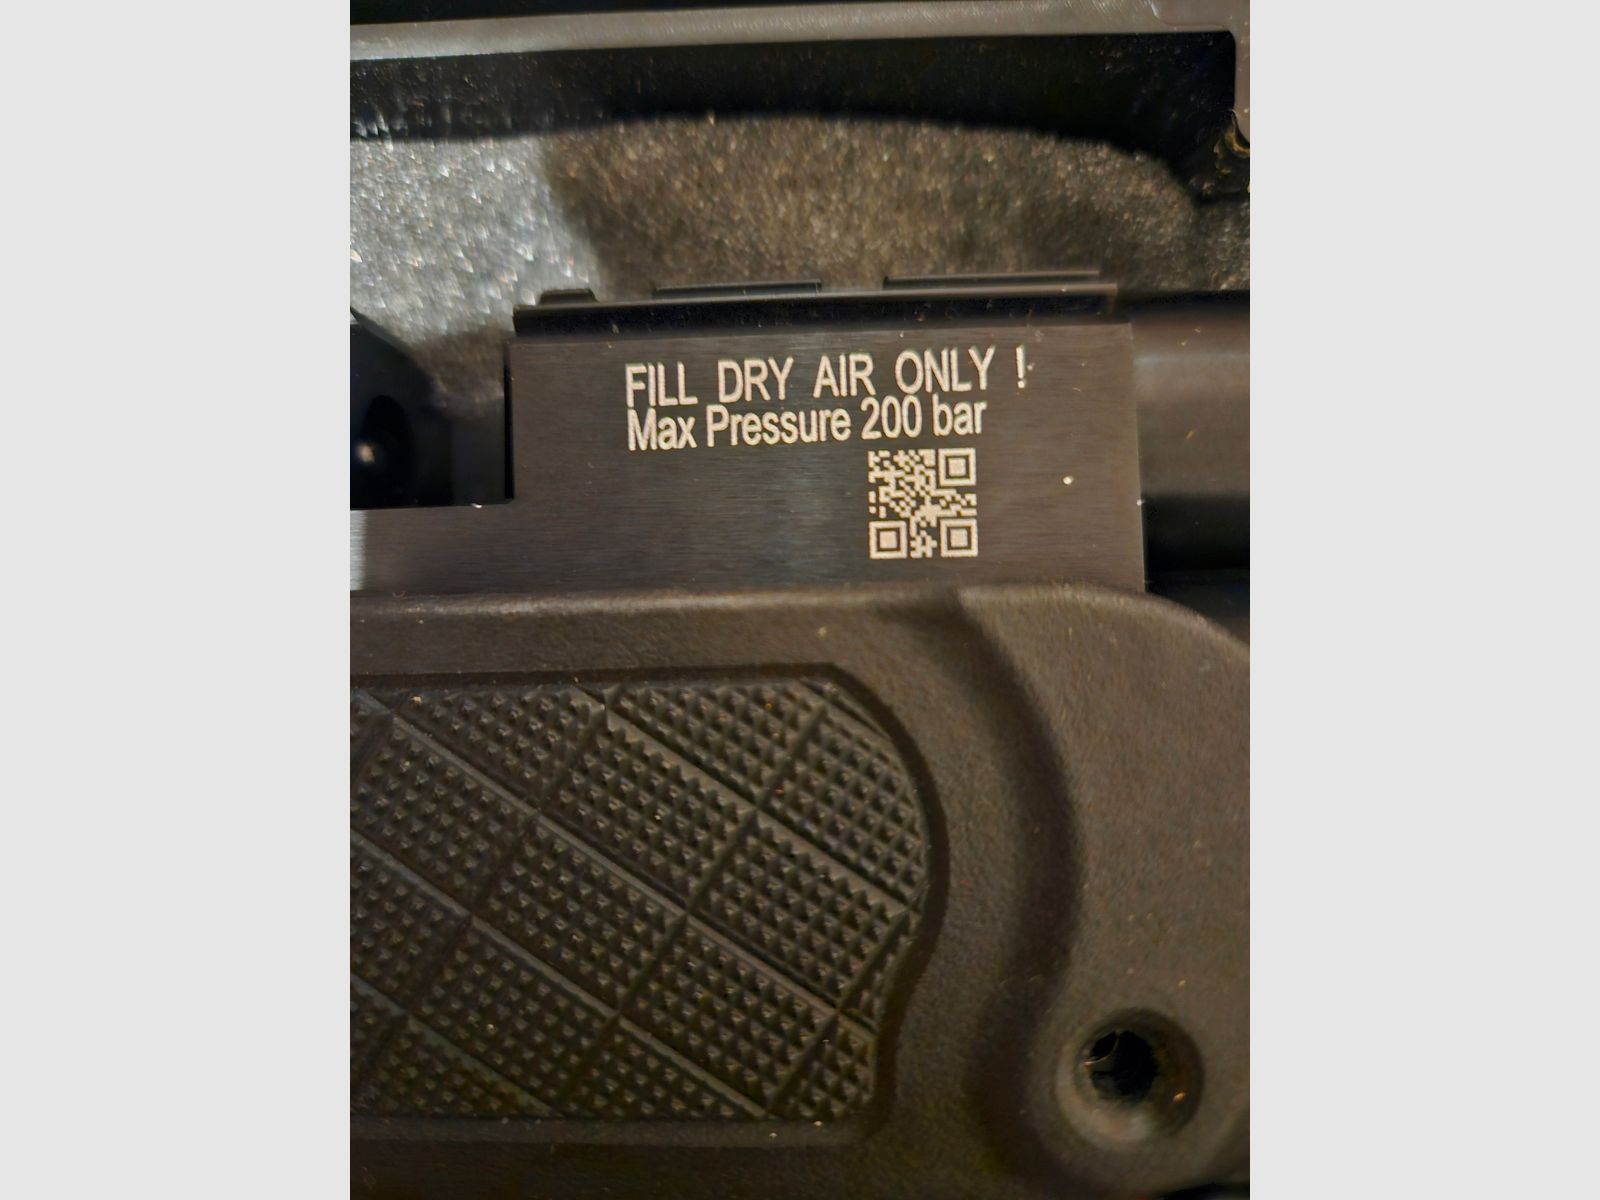 FILL DRY AIR ONLY !
Max Pressure 200 bar